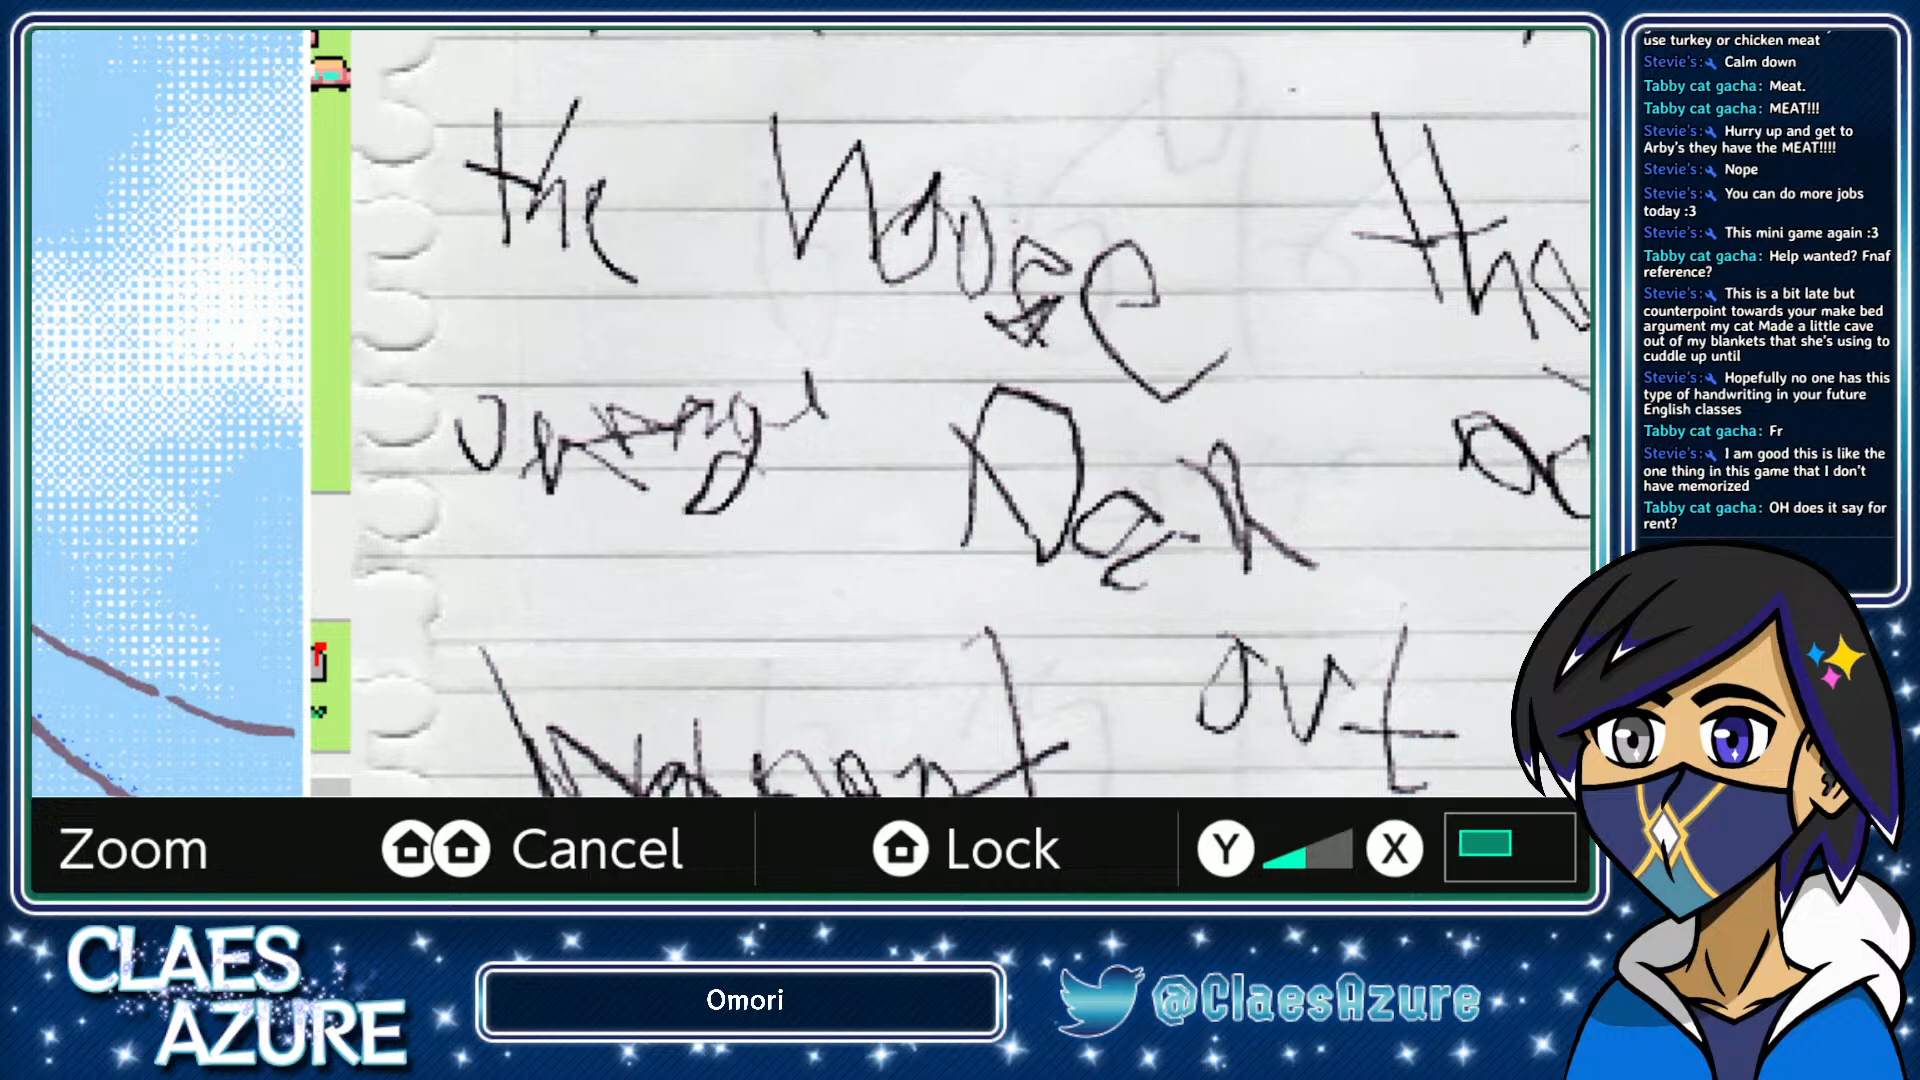 use turkey or chicken meat
Stevie's: Calm down
Tabby cat gacha: Meat.
Tabby cat gacha: MEAT!!!
Stevie's: Hurry up and get to
Arby's they have the MEAT!!!!
Stevie's: Nope
Stevie's: You can do more jobs
today :3
Stevie's: This mini game again :3
Tabby cat gacha: Help wanted? Fnaf
reference?
Stevie's: This is a bit late but
counterpoint towards your make bed
argument my cat Made a little cave
out of my blankets that she's using to
cuddle up until
Stevie's: Hopefully no one has this
type of handwriting in your future
English classes
Tabby cat gacha: Fr
Stevie's: I am good this is like the
one thing in this game that I don't
have memorized
Tabby cat gacha: OH does it say for
rent?
the house
out
Zoom
Cancel
Lock
Y
X
CLAES
AZURE
Omori
@ClaesAzure